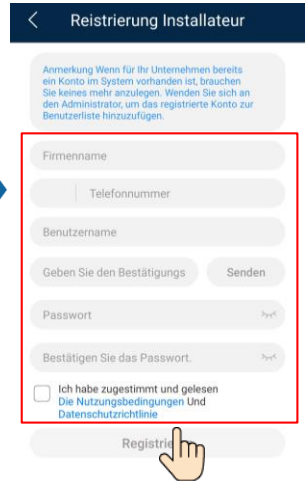 Reistrierung Installateur
Anmerkung Wenn für Ihr Unternehmen bereits
ein Konto im System vorhanden ist, brauchen
Sie keines mehr anzulegen. Wenden Sie sich an
den Administrator, um das registrierte Konto zur
Benutzerliste hinzuzufügen.
Firmenname
Telefonnummer
Benutzername
Geben Sie den Bestätigungs Senden
Passwort
Bestätigen Sie das Passwort.
Ich habe zugestimmt und gelesen
Die Nutzungsbedingungen Und
Datenschutzrichtlinie